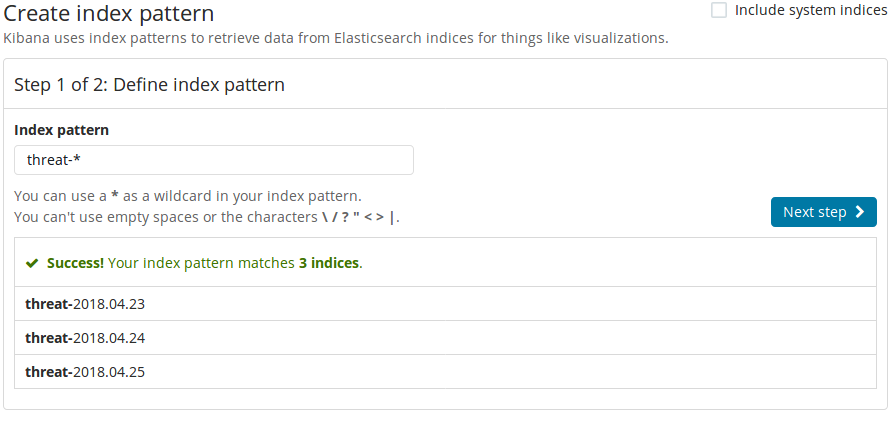 Create index pattern
Include system indices
Kibana uses index patterns to retrieve data from Elasticsearch indices for things like visualizations.
Step 1 of 2: Define index pattern
Index pattern
threat-*
You can use a * as a wildcard in your index pattern.
You can't use empty spaces or the characters \ / ? " < > |.
Next step
Success! Your index pattern matches 3 indices.
threat-2018.04.23
threat-2018.04.24
threat-2018.04.25